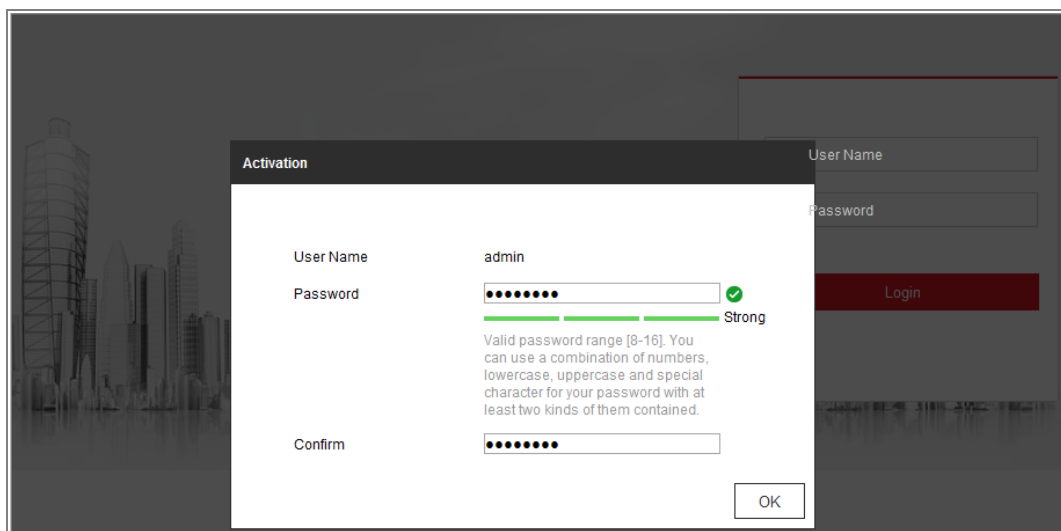 Activation
User Name admin
Password ●●●●●●●●
Strong
Valid password range [8-16]. You
can use a combination of numbers,
lowercase, uppercase and special
character for your password with at
least two kinds of them contained.
Confirm ●●●●●●●●
OK
User Name
Password
Login